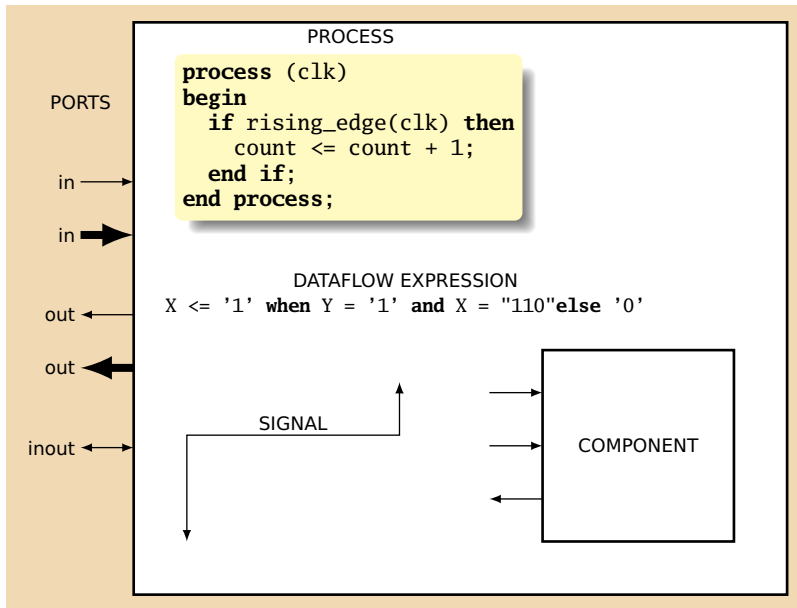 PROCESS
process (clk)
begin
if rising_edge(clk) then
count <= count + 1;
end if;
end process;
PORTS
in
in
out
out
inout
DATAFLOW EXPRESSION
X <= '1' when Y = '1' and X = "110"else '0'
SIGNAL
COMPONENT